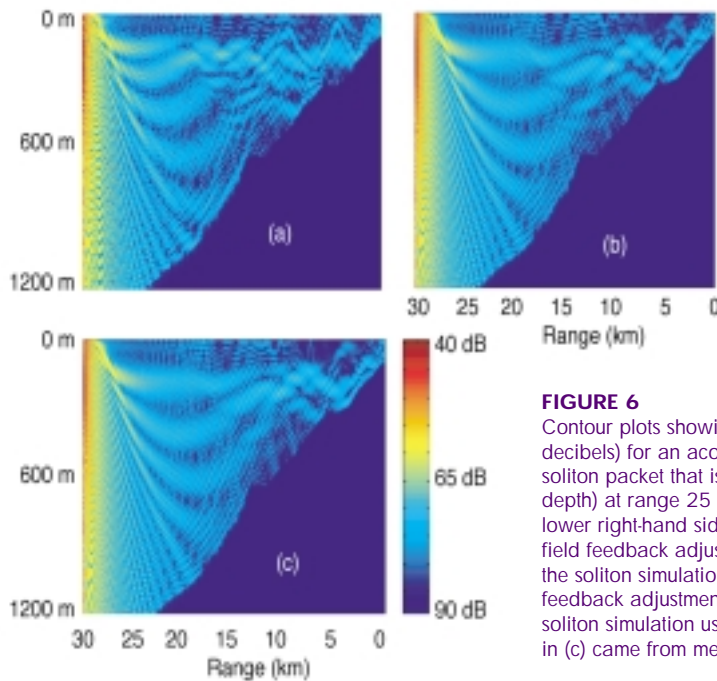 0 m
600 m
1200 m
(a)
(b)
30 25 20 15 10 5 0
Range (km)
0 m
600 m
1200 m
(c)
30 25 20 15 10 5 0
Range (km)
40 dB
65 dB
90 dB
FIGURE 6
Contour plots showi
decibels) for an acc
soliton packet that is
depth) at range 25
lower right-hand sid
field feedback adjus
the soliton simulatio
feedback adjustmen
soliton simulation us
in (c) came from me